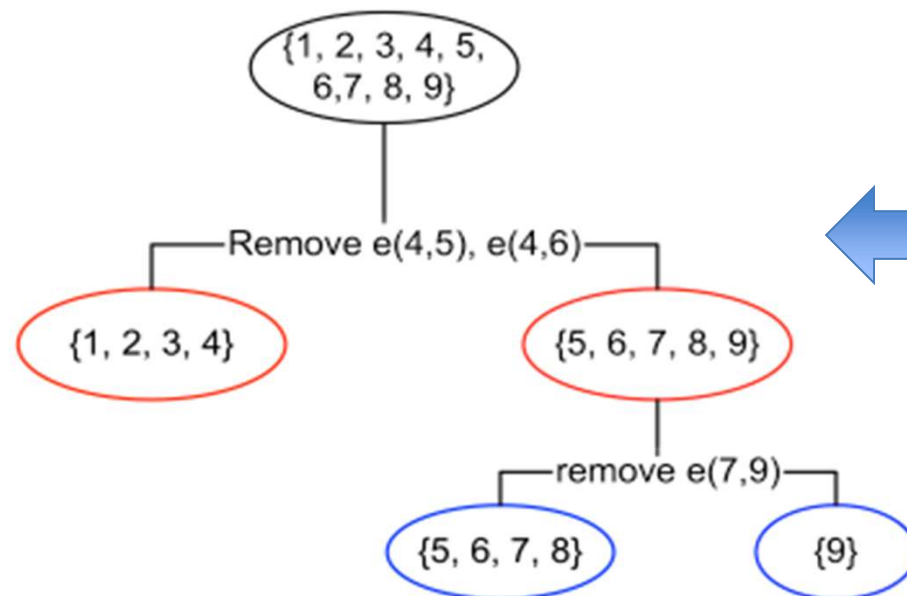 {1, 2, 3, 4, 5,
6,7, 8, 9}
Remove e(4,5), e(4,6)
{1, 2, 3, 4}
{5, 6, 7, 8, 9}
remove e(7,9)
{5, 6, 7, 8}
{9}